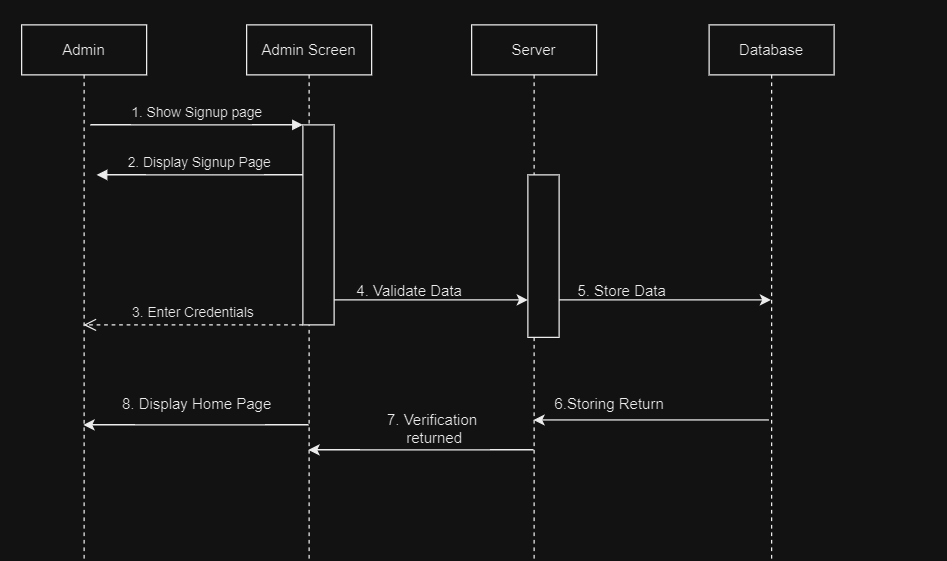 Admin
Admin Screen
Server
Database
1. Show Signup page
2. Display Signup Page
4. Validate Data
5. Store Data
3. Enter Credentials
8. Display Home Page
6.Storing Return
7. Verification
returned